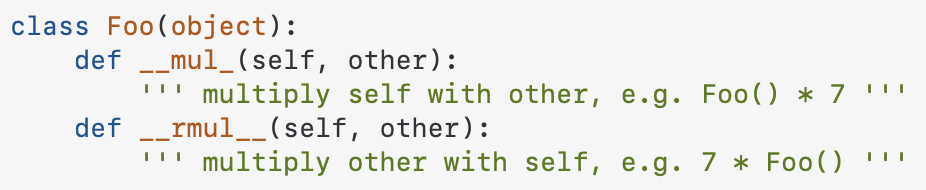 class Foo(object):
    def __mul_(self, other):
        ''' multiply self with other, e.g. Foo() * 7 '''
    def __rmul__(self, other):
        ''' multiply other with self, e.g. 7 * Foo() '''